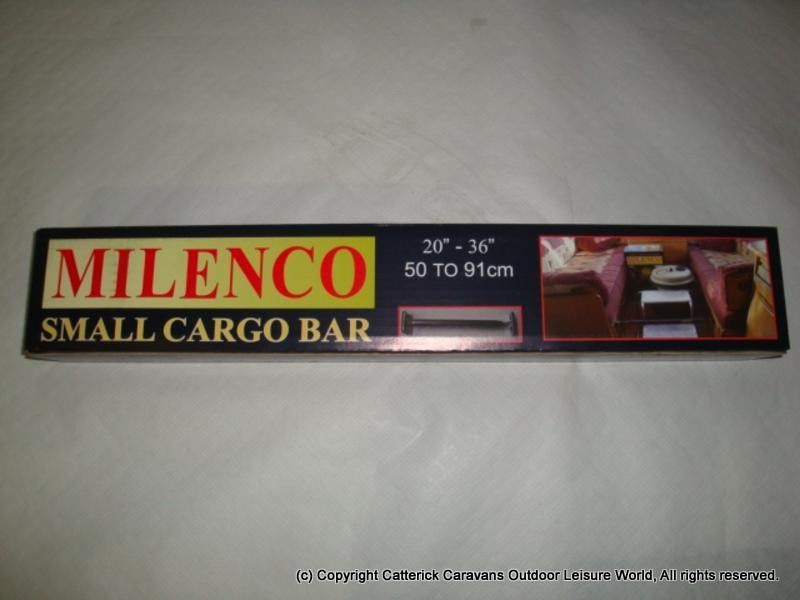 MILENCO
SMALL CARGO BAR
20" - 36"
50 TO 91cm
(c) Copyright Catterick Caravans Outdoor Leisure World, All rights reserved.